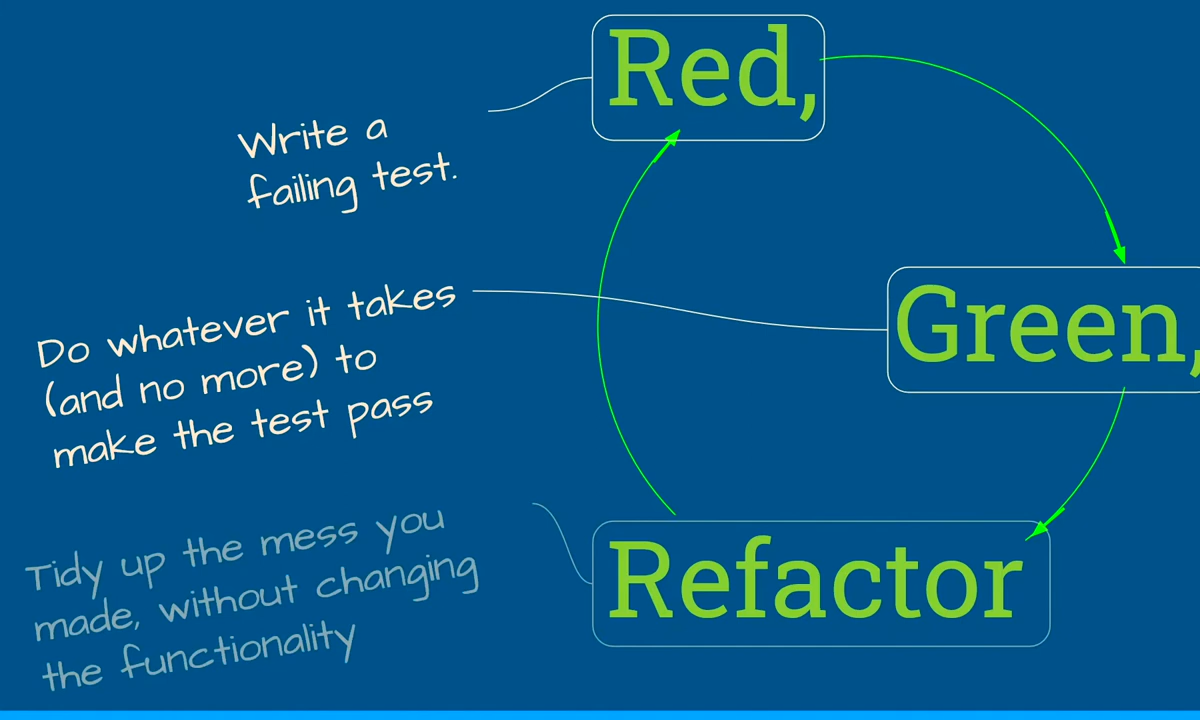 Red,
Write a
failing test.
Green,
Do whatever it takes
(and no more) to
make the test pass
Refactor
Tidy up the mess you
made, without changing
the functionality